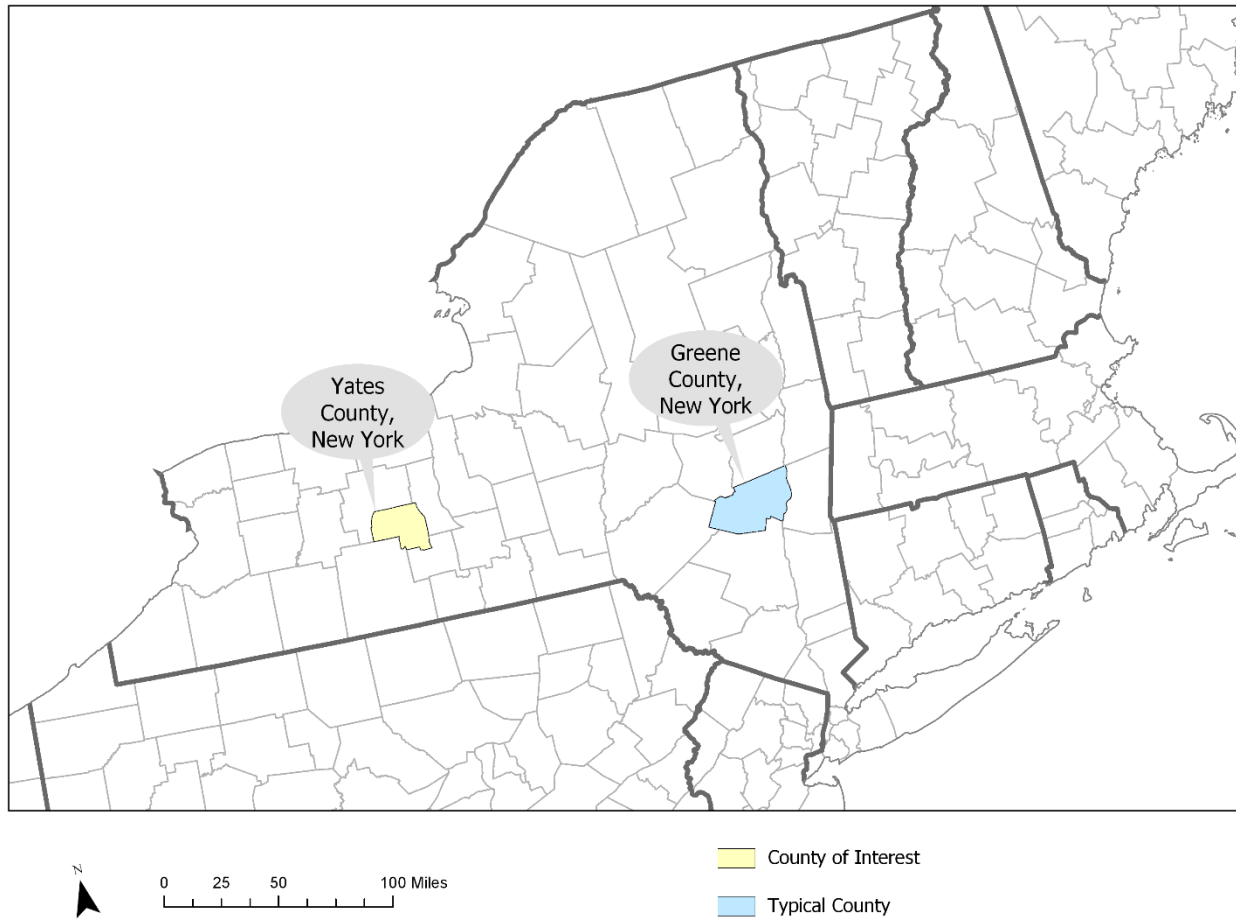 Greene
County,
New York
Yates
County,
New York
N
0 25 50 100 Miles
County of Interest
Typical County